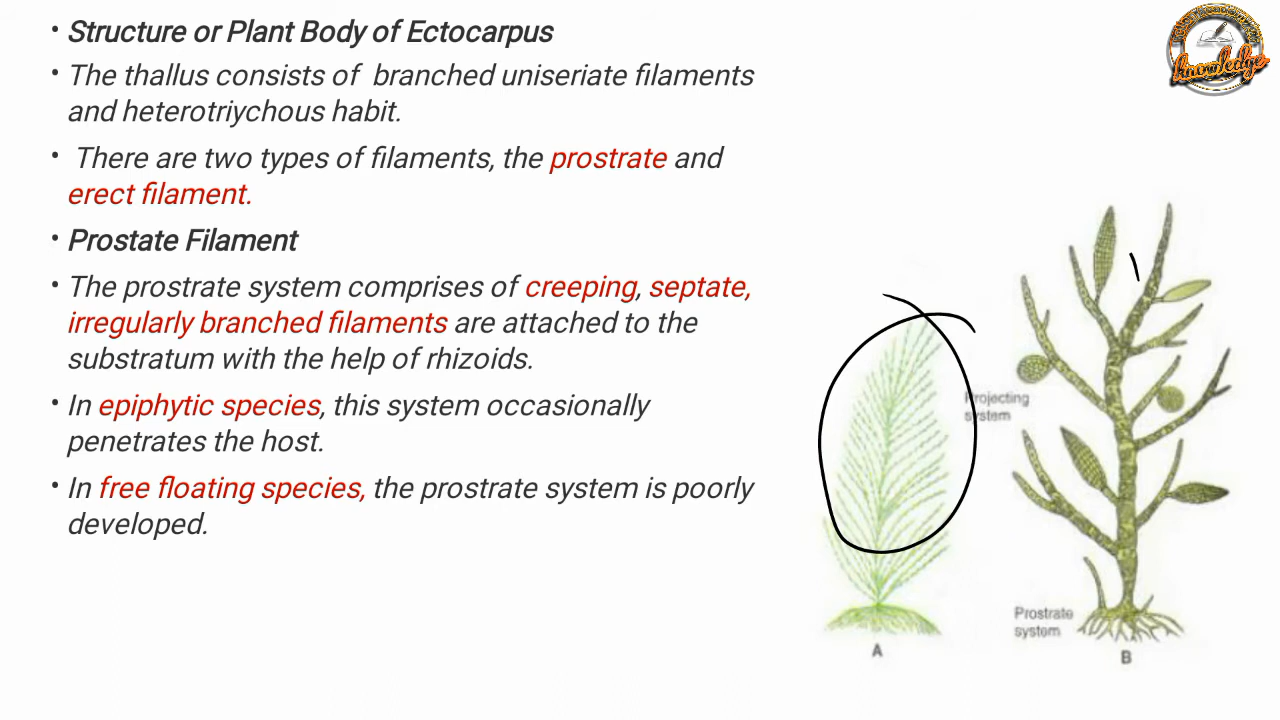 • Structure or Plant Body of Ectocarpus
• The thallus consists of branched uniseriate filaments
and heterotriychous habit.
• There are two types of filaments, the prostrate and
erect filament.
• Prostate Filament
• The prostrate system comprises of creeping, septate,
irregularly branched filaments are attached to the
substratum with the help of rhizoids.
• In epiphytic species, this system occasionally
penetrates the host.
• In free floating species, the prostrate system is poorly
developed.
knowledge
Projecting
system
Prostrate
system
A
B